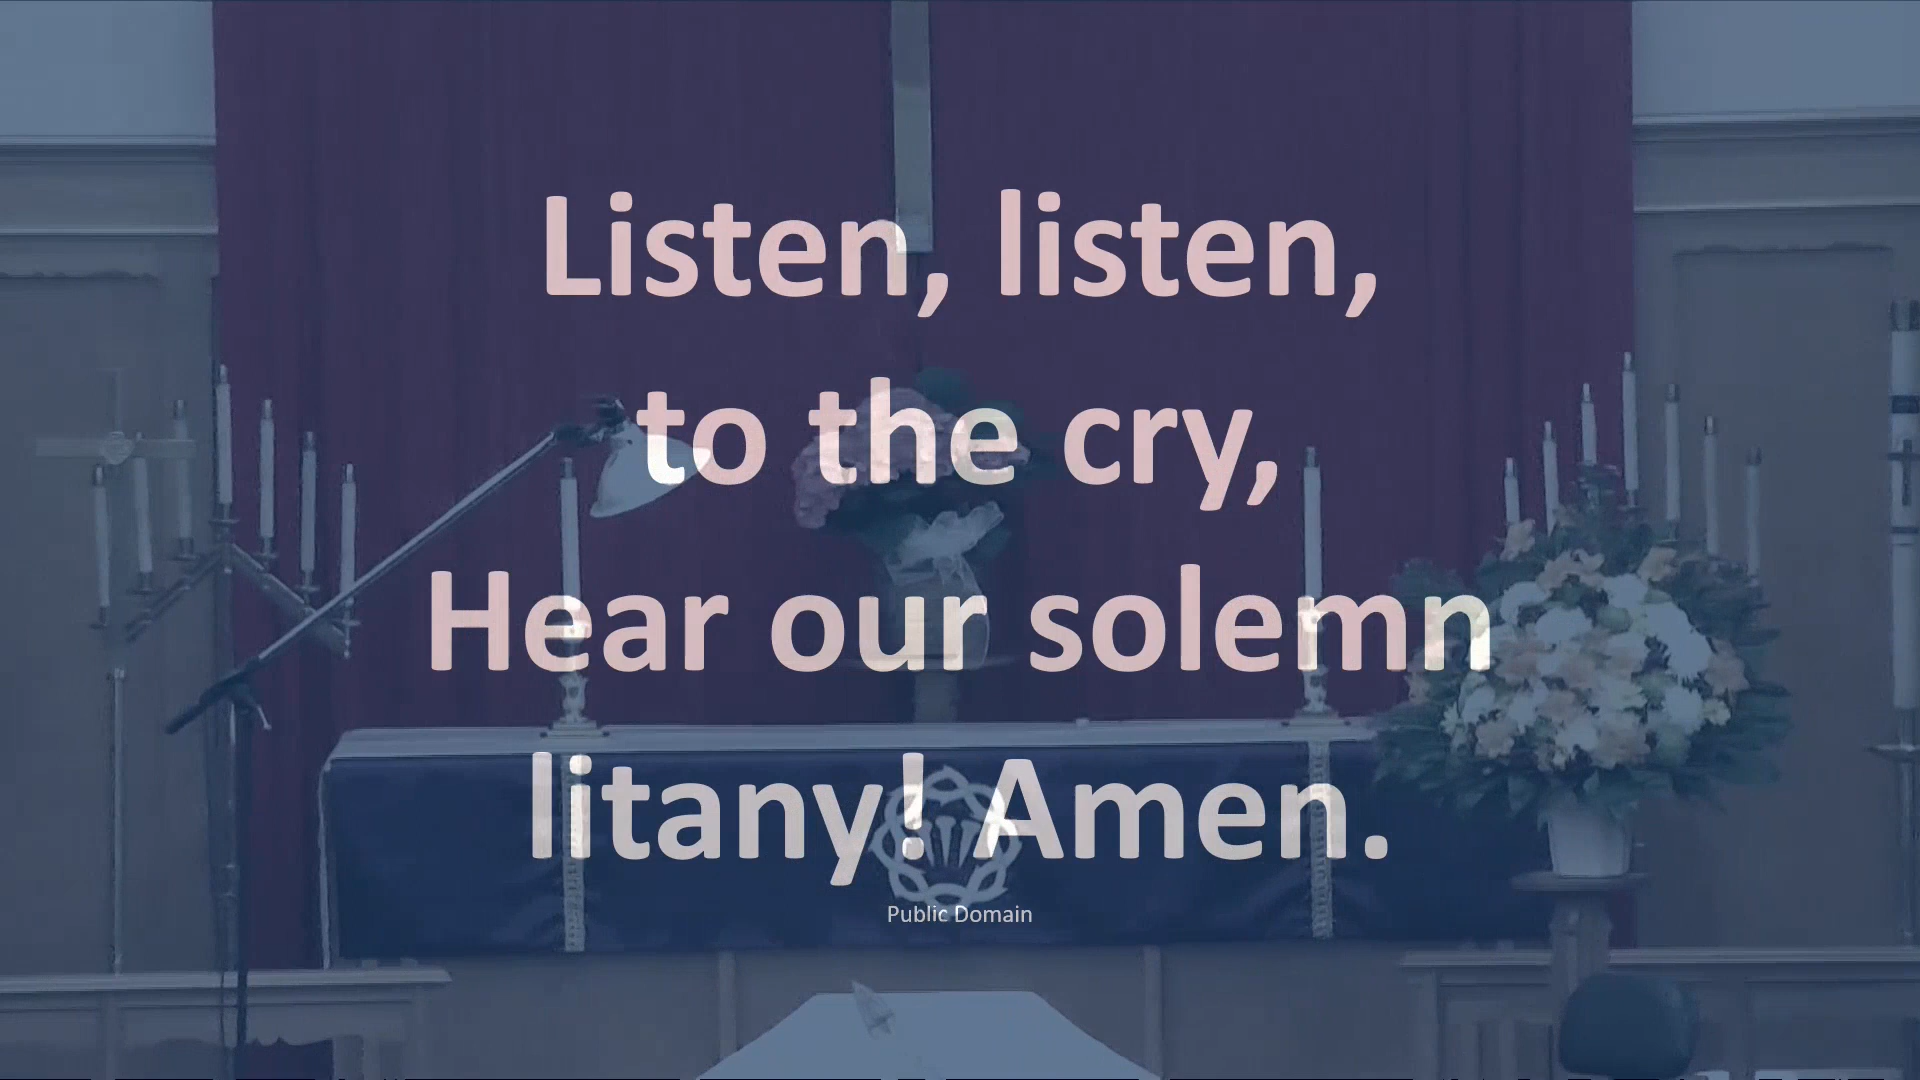 Listen, listen,
to the cry,
Hear our solemn
litany! Amen.
Public Domain